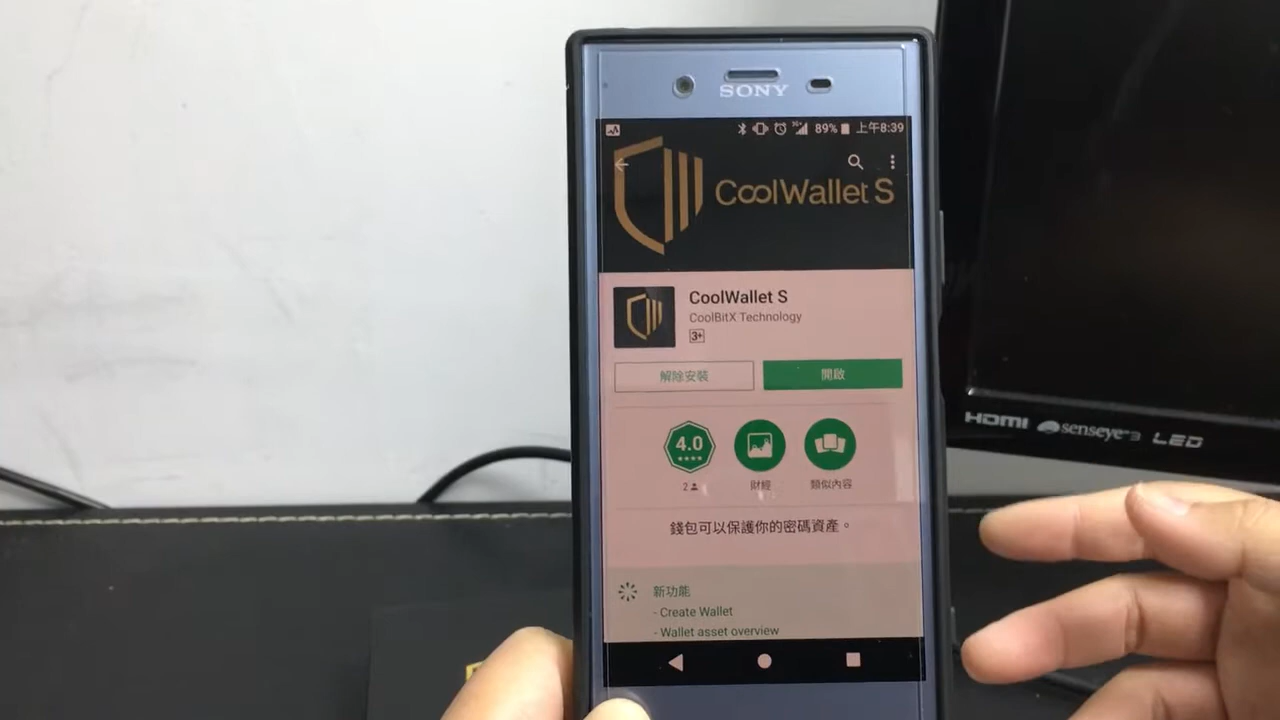 SONY
89% 上午8:39
CoolWallet S
CoolWallet S
CoolBitX Technology
3+
解除安裝
開啟
4.0
2
財經
類似內容
錢包可以保護你的密碼資產。
新功能
- Create Wallet
- Wallet asset overview
HDMI senseye 3 LED